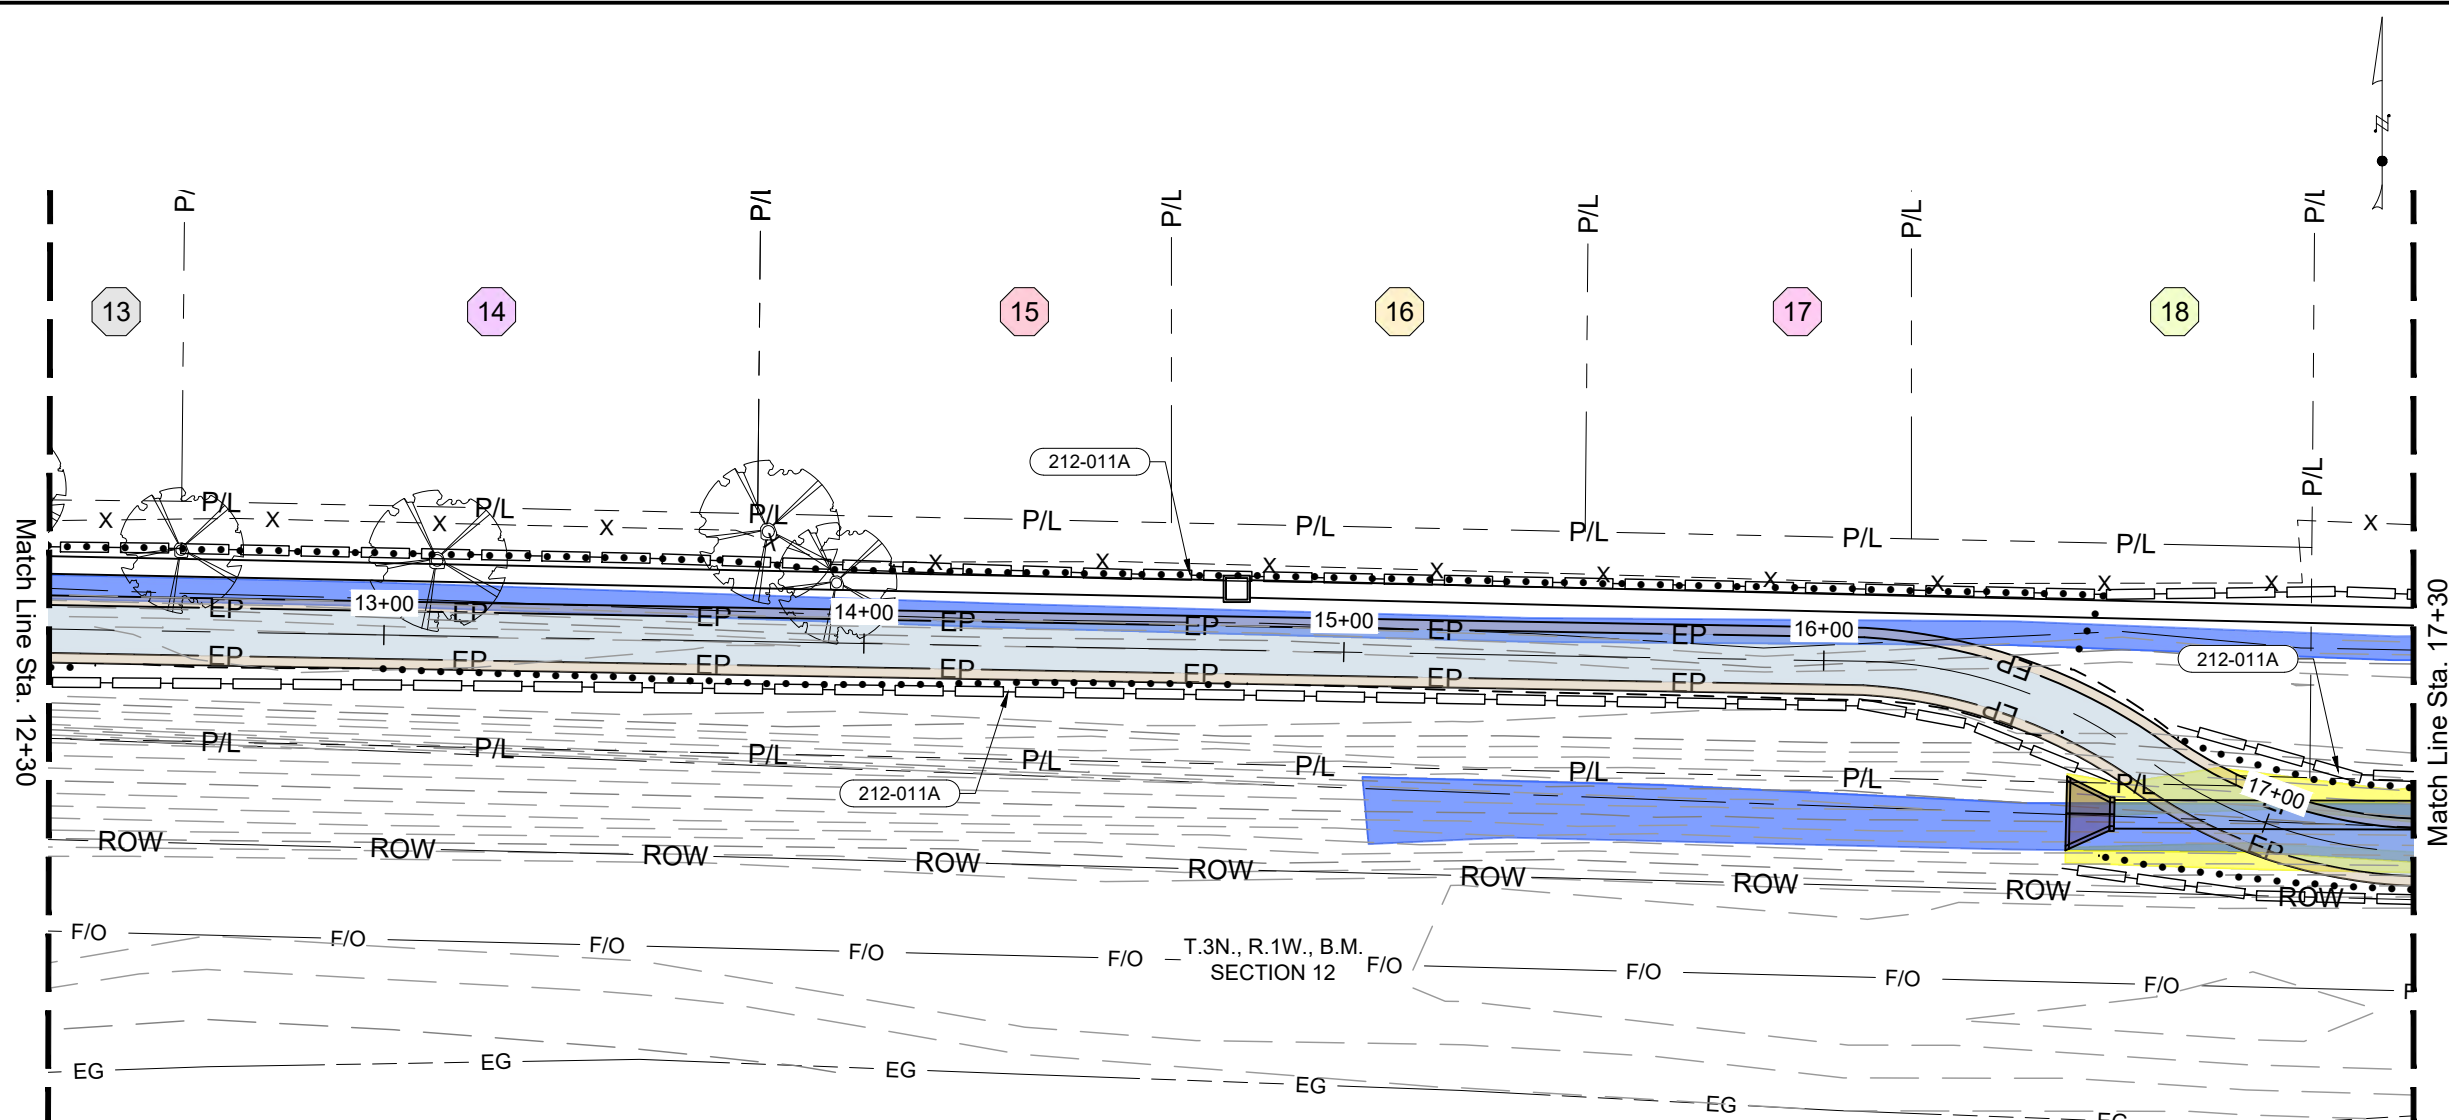 P/
P/L
P/L
P/L
P/L
P/L
13
14
15
16
17
18
212-011A
P/L
P/L
P/L
P/L
P/L
P/L
P/L
P/L
P/L
X
X
X
X
X
X
X
X
X
X
X
X
X
X
Match Line Sta. 12+30
Match Line Sta. 17+30
EP
13+00
EP
EP
14+00
EP
EP
15+00
EP
EP
16+00
EP
EP
EP
EP
EP
EP
EP
EP
EP
212-011A
P/L
P/L
P/L
P/L
P/L
P/L
P/L
P/L
17+00
212-011A
EP
ROW
ROW
ROW
ROW
ROW
ROW
ROW
ROW
ROW
F/O
F/O
F/O
F/O
F/O
T.3N., R.1W., B.M.
SECTION 12
F/O
F/O
F/O
F/O
F
EG
EG
EG
EG
EG
EG